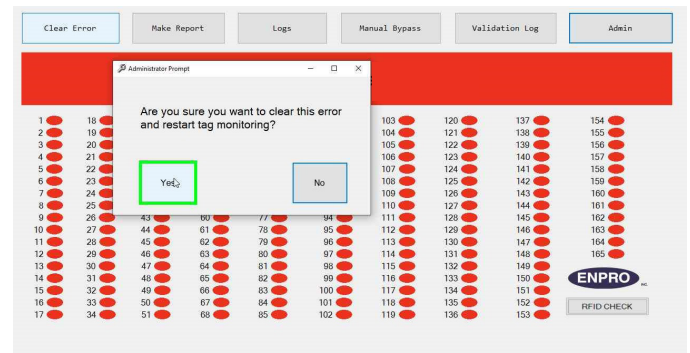 Clear Error Make Report Logs Manual Bypass Validation Log Admin
Administrator Prompt
Are you sure you want to clear this error
and restart tag monitoring?
Yes No
1 18 103 120 137 154
2 19 104 121 138 155
3 20 105 122 139 156
4 21 106 123 140 157
5 22 107 124 141 158
6 23 108 125 142 159
7 24 109 126 143 160
8 25 110 127 144 161
9 26 43 60 77 94 111 128 145 162
10 27 44 61 78 95 112 129 146 163
11 28 45 62 79 96 113 130 147 164
12 29 46 63 80 97 114 131 148 165
13 30 47 64 81 98 115 132 149
14 31 48 65 82 99 116 133 150
15 32 49 66 83 100 117 134 151
16 33 50 67 84 101 118 135 152
17 34 51 68 85 102 119 136 153
ENPRO INC.
RFID CHECK